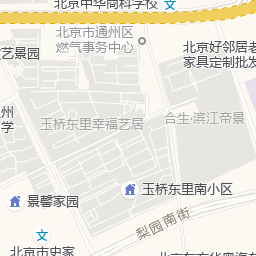 北京中华商科学校
北京市通州区
燃气事务中心
北京好邻居老
家具定制批发
艺景园
州
学
玉桥东里幸福艺居
合生·滨江帝景
玉桥东里南小区
景馨家园
梨园南街
北京市史家